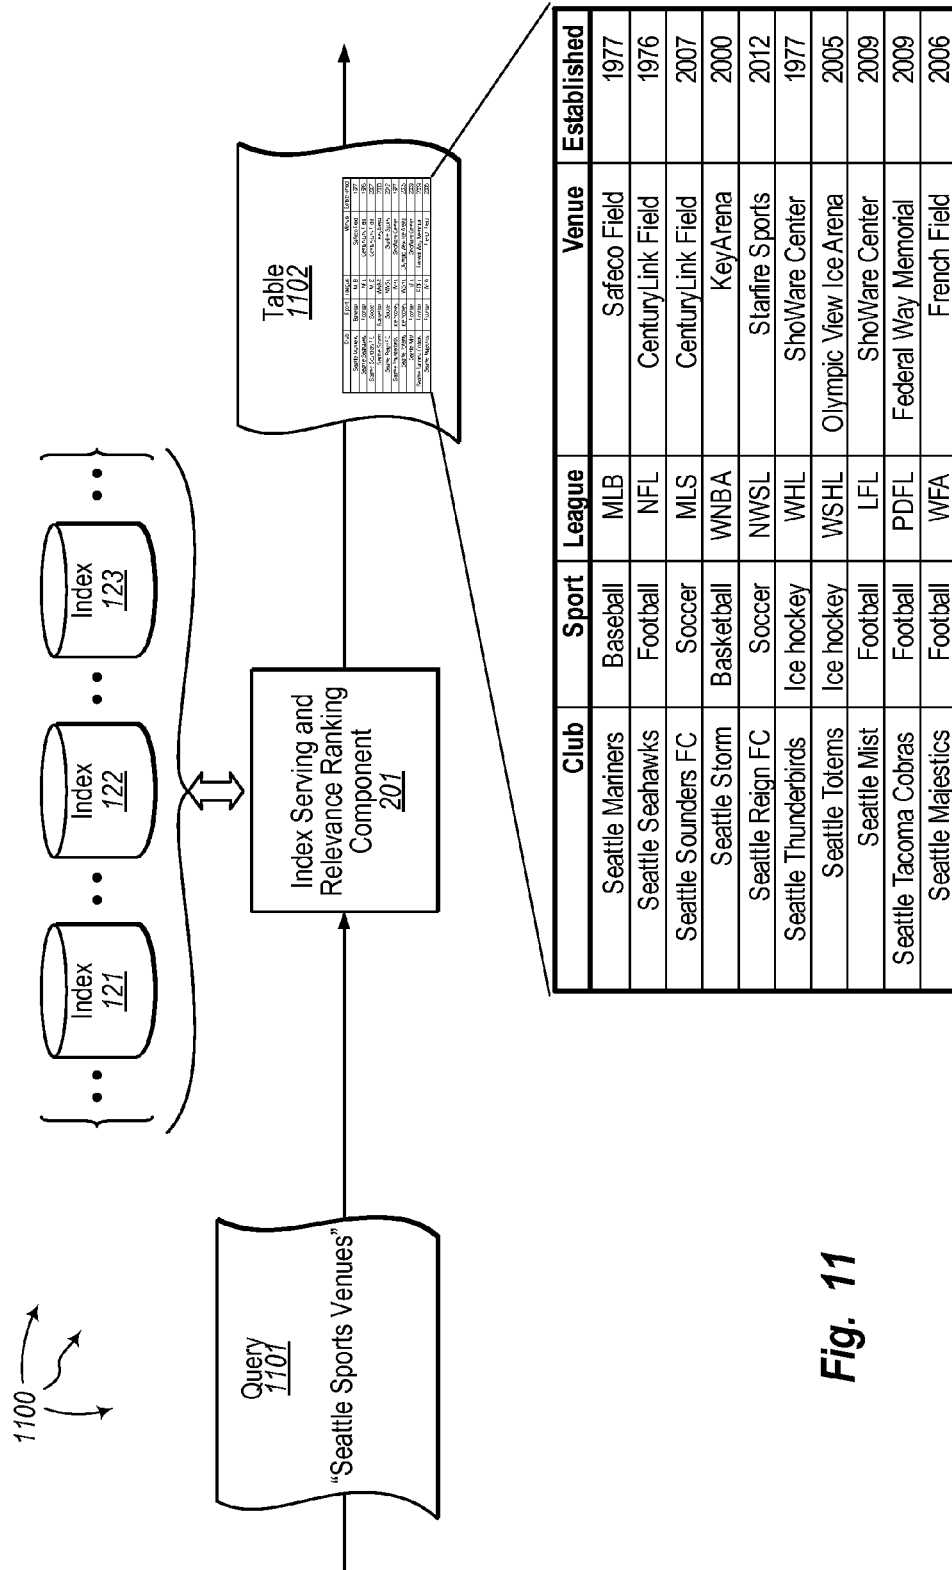 1100
Query
1101
"Seattle Sports Venues"
Index
121
Index
122
Index
123
Index Serving and
Relevance Ranking
Component
201
Table
1102
Club Sport League Venue Established
Seattle Mariners Baseball MLB Safeco Field 1977
Seattle Seahawks Football NFL CenturyLink Field 1976
Seattle Sounders FC Soccer MLS CenturyLink Field 2007
Seattle Storm Basketball WNBA KeyArena 2000
Seattle Reign FC Soccer NWSL Starfire Sports 2012
Seattle Thunderbirds Ice hockey WHL ShoWare Center 1977
Seattle Totems Ice hockey WSHL Olympic View Ice Arena 2005
Seattle Mist Football LFL ShoWare Center 2009
Seattle Tacoma Cobras Football PDFL Federal Way Memorial 2009
Seattle Majestics Football WFA French Field 2006
Fig. 11